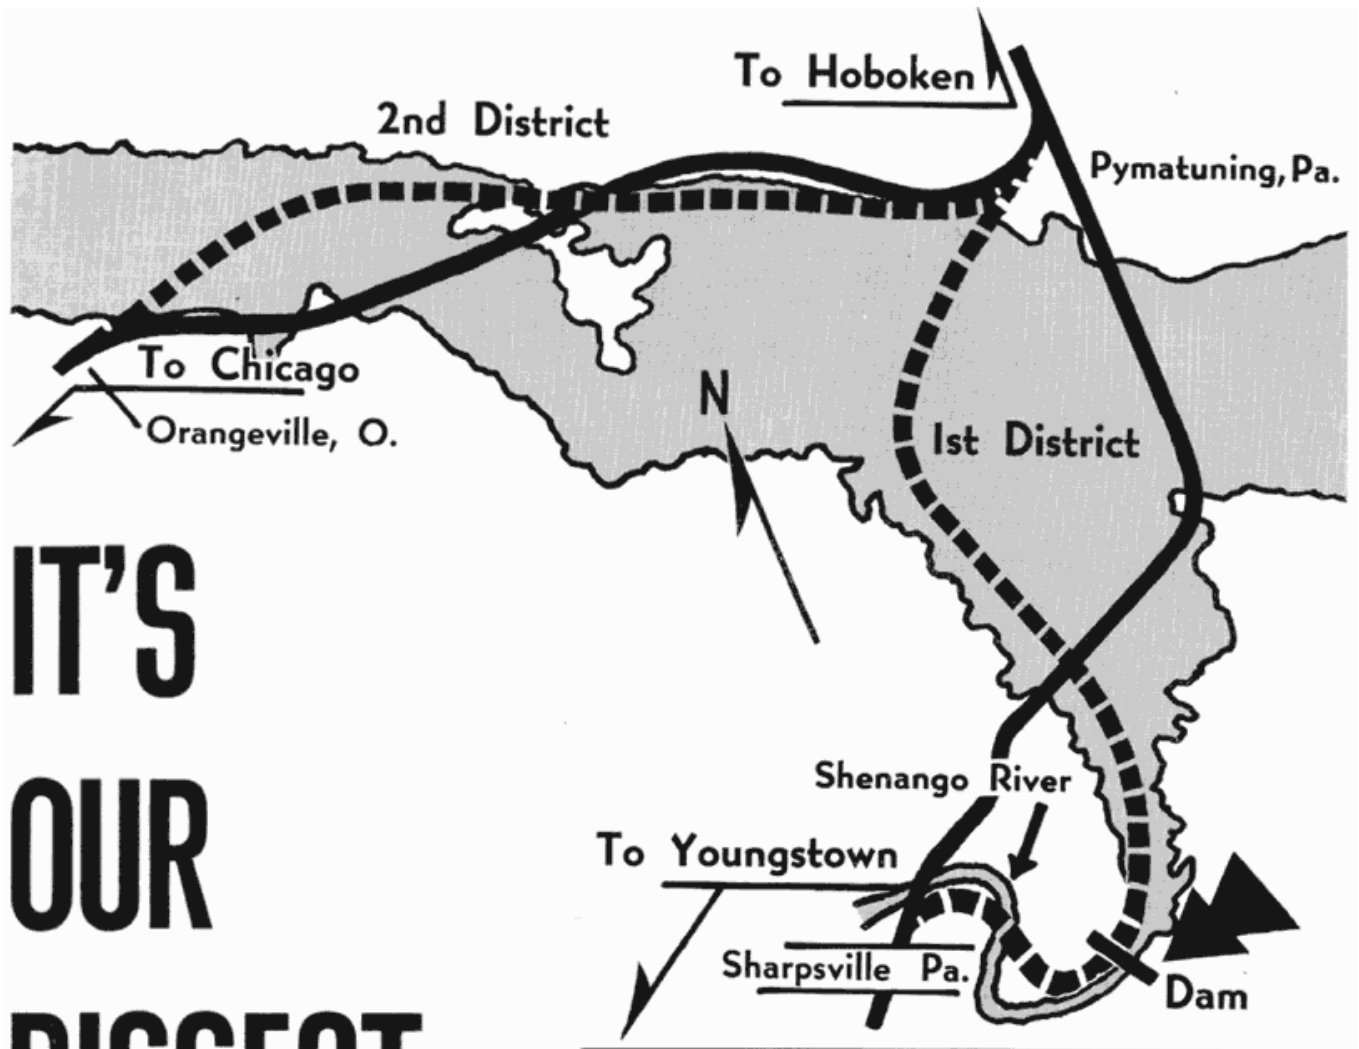 To Hoboken
2nd District
Pymatuning, Pa.
To Chicago
Orangeville, O.
N
1st District
IT'S
Shenango River
OUR
To Youngstown
Sharpsville Pa.
Dam
BIGGEST